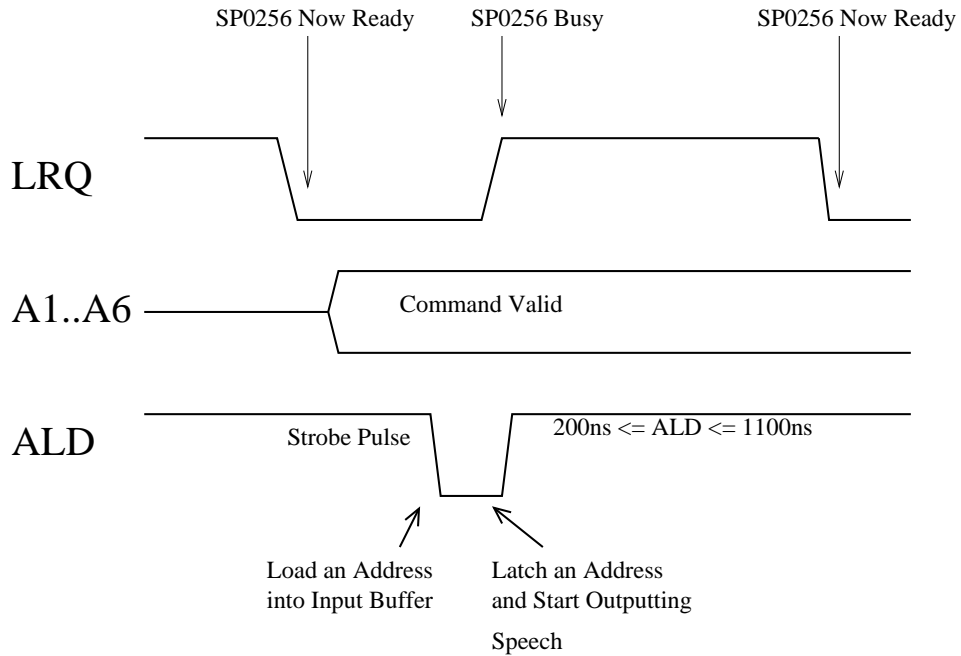 SP0256 Now Ready
SP0256 Busy
SP0256 Now Ready
LRQ
A1..A6
Command Valid
ALD
Strobe Pulse
200ns <= ALD <= 1100ns
Load an Address
into Input Buffer
Latch an Address
and Start Outputting
Speech